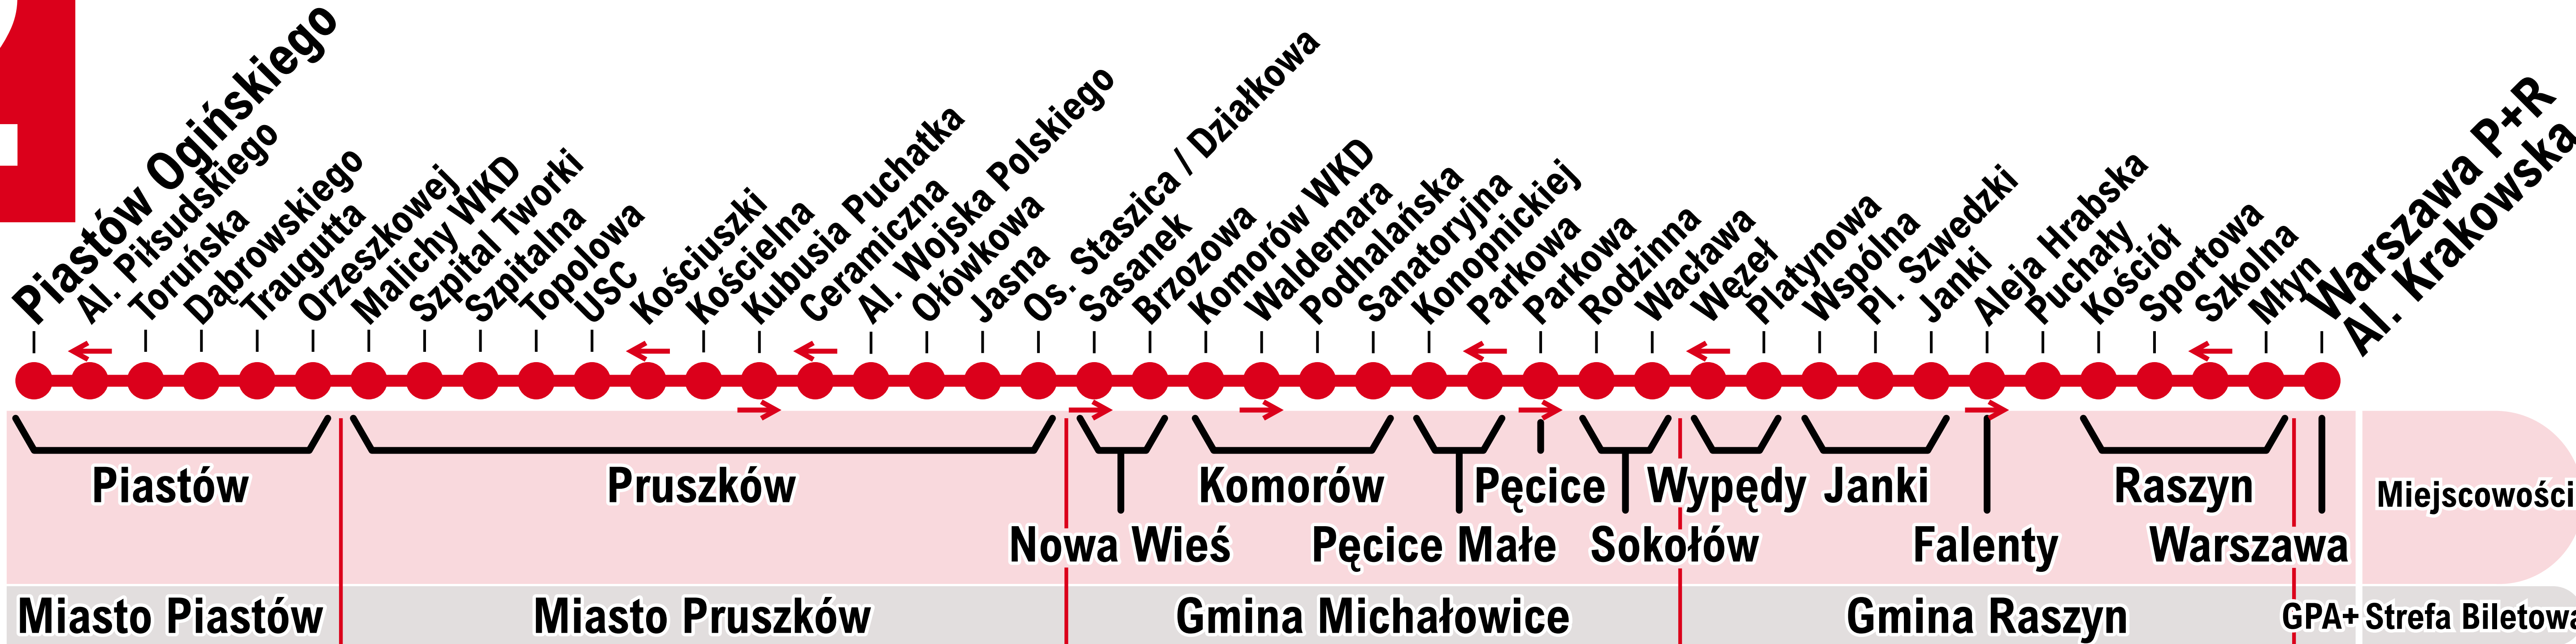 Piastów Ogińskiego
Al. Piłsudskiego
Toruńska
Dąbrowskiego
Traugutta
Orzeszkowej
Malichy WKD
Szpital Tworki
Szpitalna
Topolowa
USC
Kościuszki
Kościelna
Kubusia Puchatka
Ceramiczna
Al. Wojska Polskiego
Ołówkowa
Jasna
Os. Staszica / Działkowa
Sasanek
Brzozowa
Komorów WKD
Waldemara
Podhalańska
Sanatoryjna
Konopnickiej
Parkowa
Parkowa
Rodzinna
Wacława
Węzeł
Platynowa
Wspólna
Pl. Szwedzki
Janki
Aleja Hrabska
Puchały
Kościół
Sportowa
Szkolna
Młyn
Warszawa P+R
Al. Krakowska
Piastów
Pruszków
Komorów
Pęcice
Wypędy
Janki
Raszyn
Miejscowości
Nowa Wieś
Pęcice Małe
Sokołów
Falenty
Warszawa
Miasto Piastów
Miasto Pruszków
Gmina Michałowice
Gmina Raszyn
GPA+
Strefa Biletowa